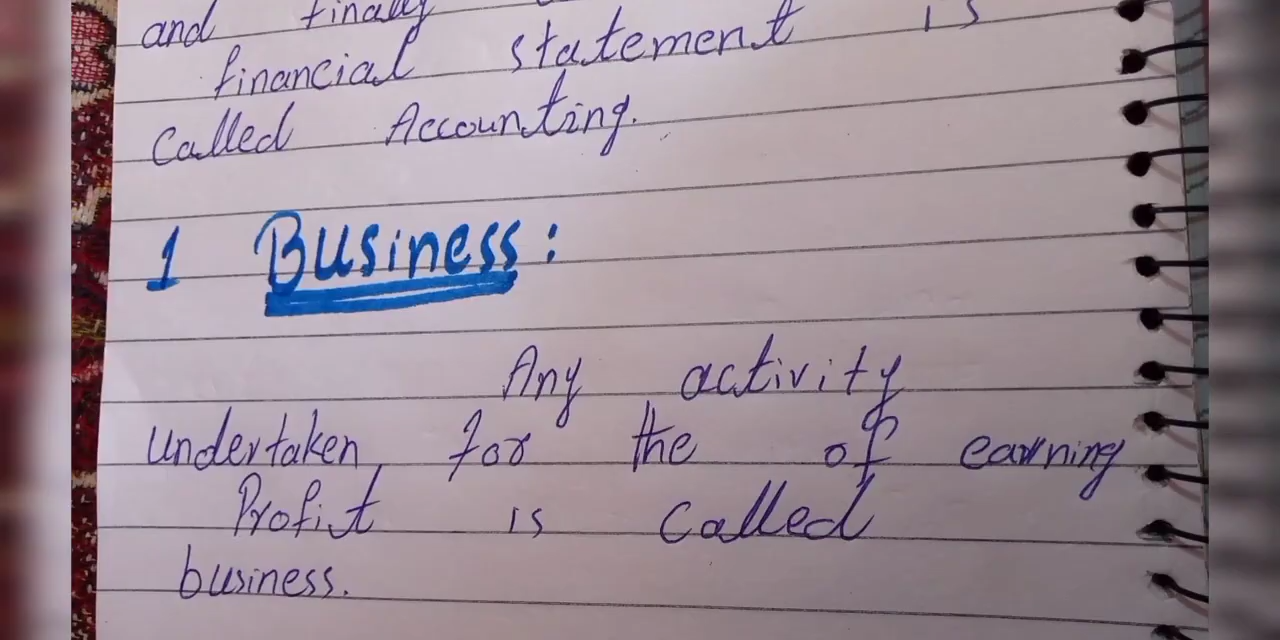 and finally
financial statement is
called Accounting.
1 Business:
Any activity
undertaken for the of earning
Profit is called
business.